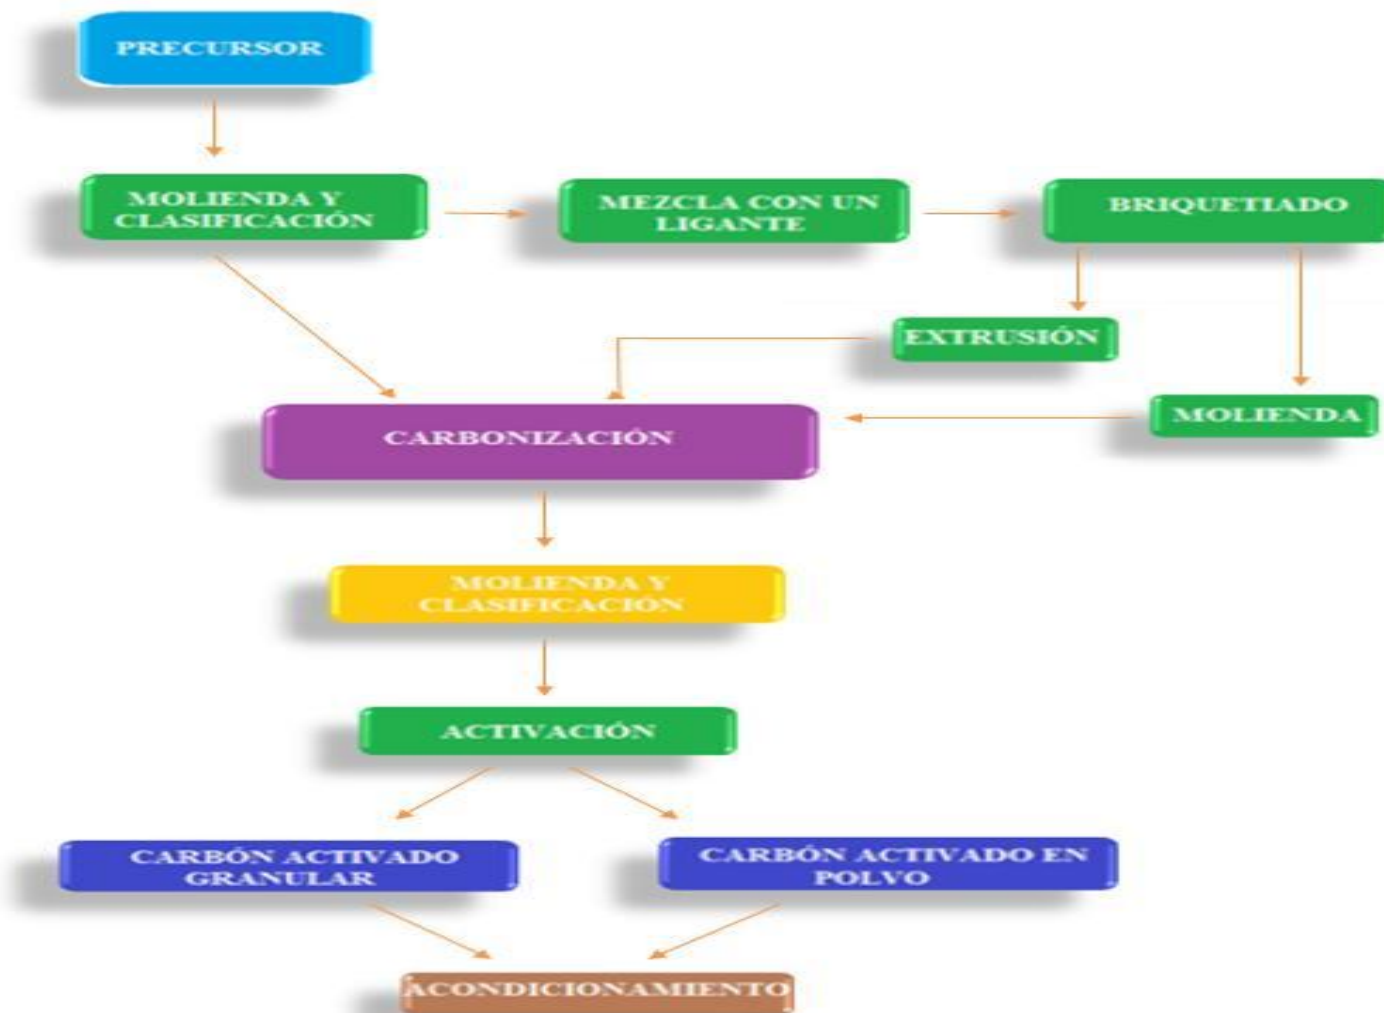 PRECURSOR
MOLIENDA Y
CLASIFICACIÓN
MEZCLA CON UN
LIGANTE
BRIQUETIADO
EXTRUSIÓN
MOLIENDA
CARBONIZACIÓN
MOLIENDA Y
CLASIFICACIÓN
ACTIVACIÓN
CARBÓN ACTIVADO
GRANULAR
CARBÓN ACTIVADO EN
POLVO
ACONDICIONAMIENTO